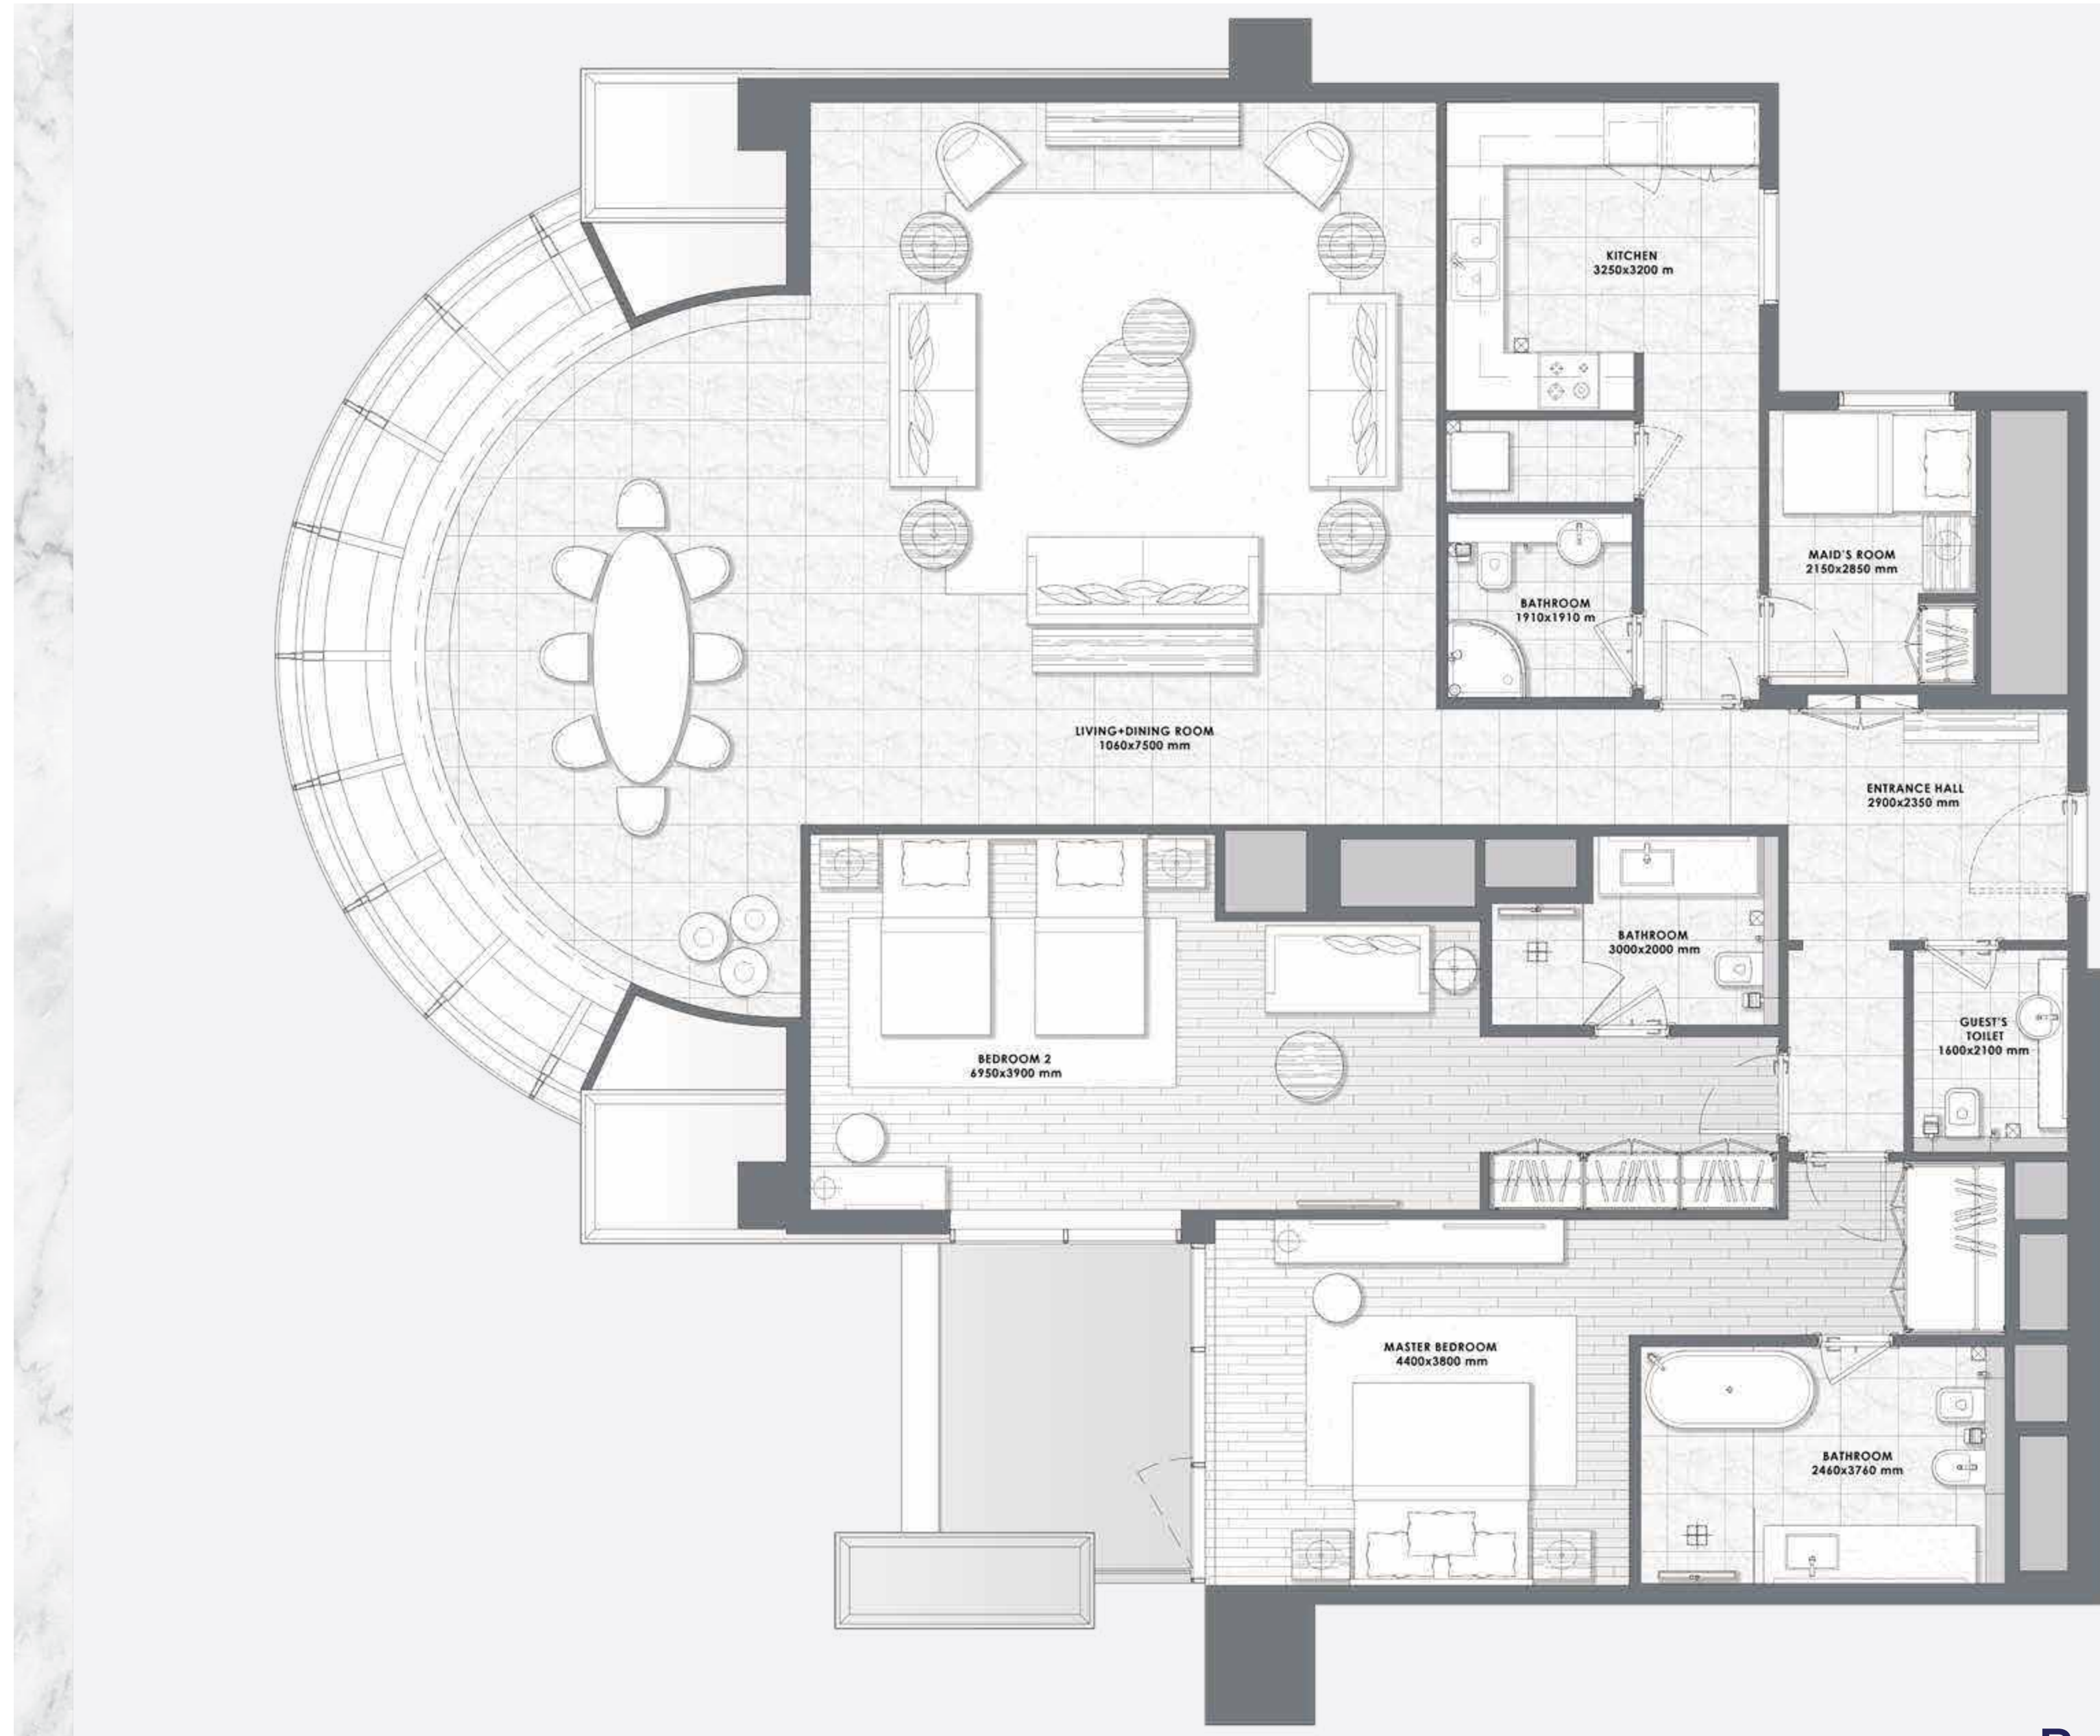 KITCHEN
3250x3200 m
MAID'S ROOM
2150x2850 mm
BATHROOM
1910x1910 m
LIVING+DINING ROOM
1060x7500 mm
ENTRANCE HALL
2900x2350 mm
BATHROOM
3000x2000 mm
GUEST'S
TOILET
1600x2100 mm
BEDROOM 2
6950x3900 mm
MASTER BEDROOM
4400x3800 mm
BATHROOM
2460x3760 mm